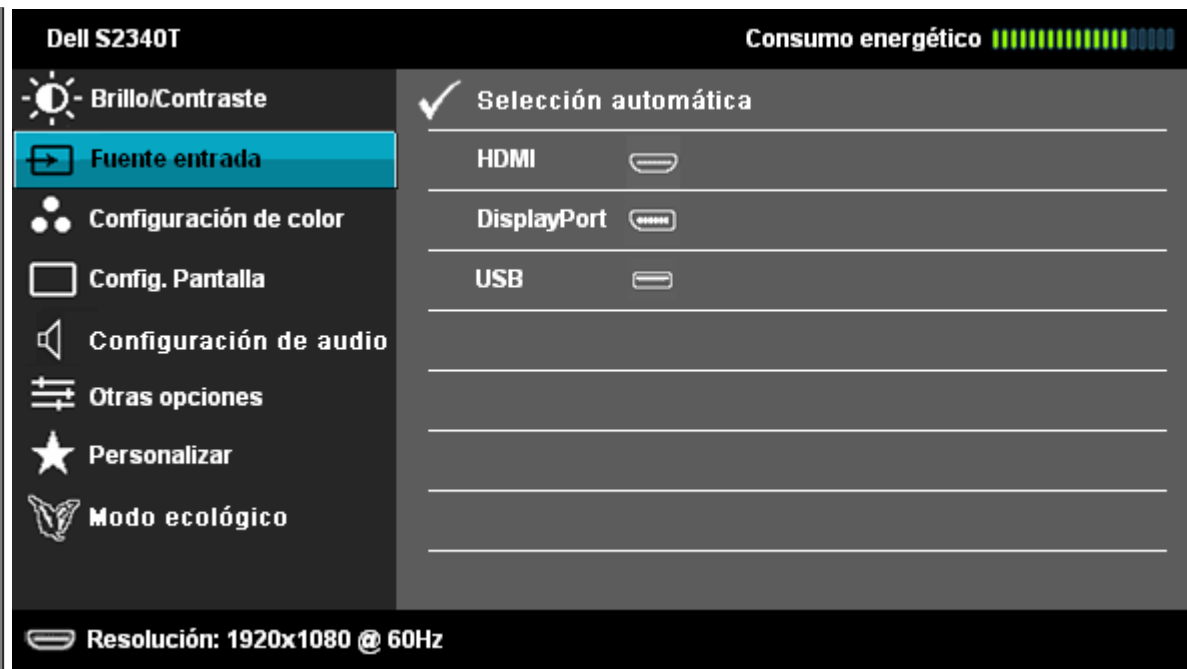 Dell S2340T
Consumo energético
Brillo/Contraste
Selección automática
Fuente entrada
HDMI
Configuración de color
DisplayPort
Config. Pantalla
USB
Configuración de audio
Otras opciones
Personalizar
Modo ecológico
Resolución: 1920x1080 @ 60Hz